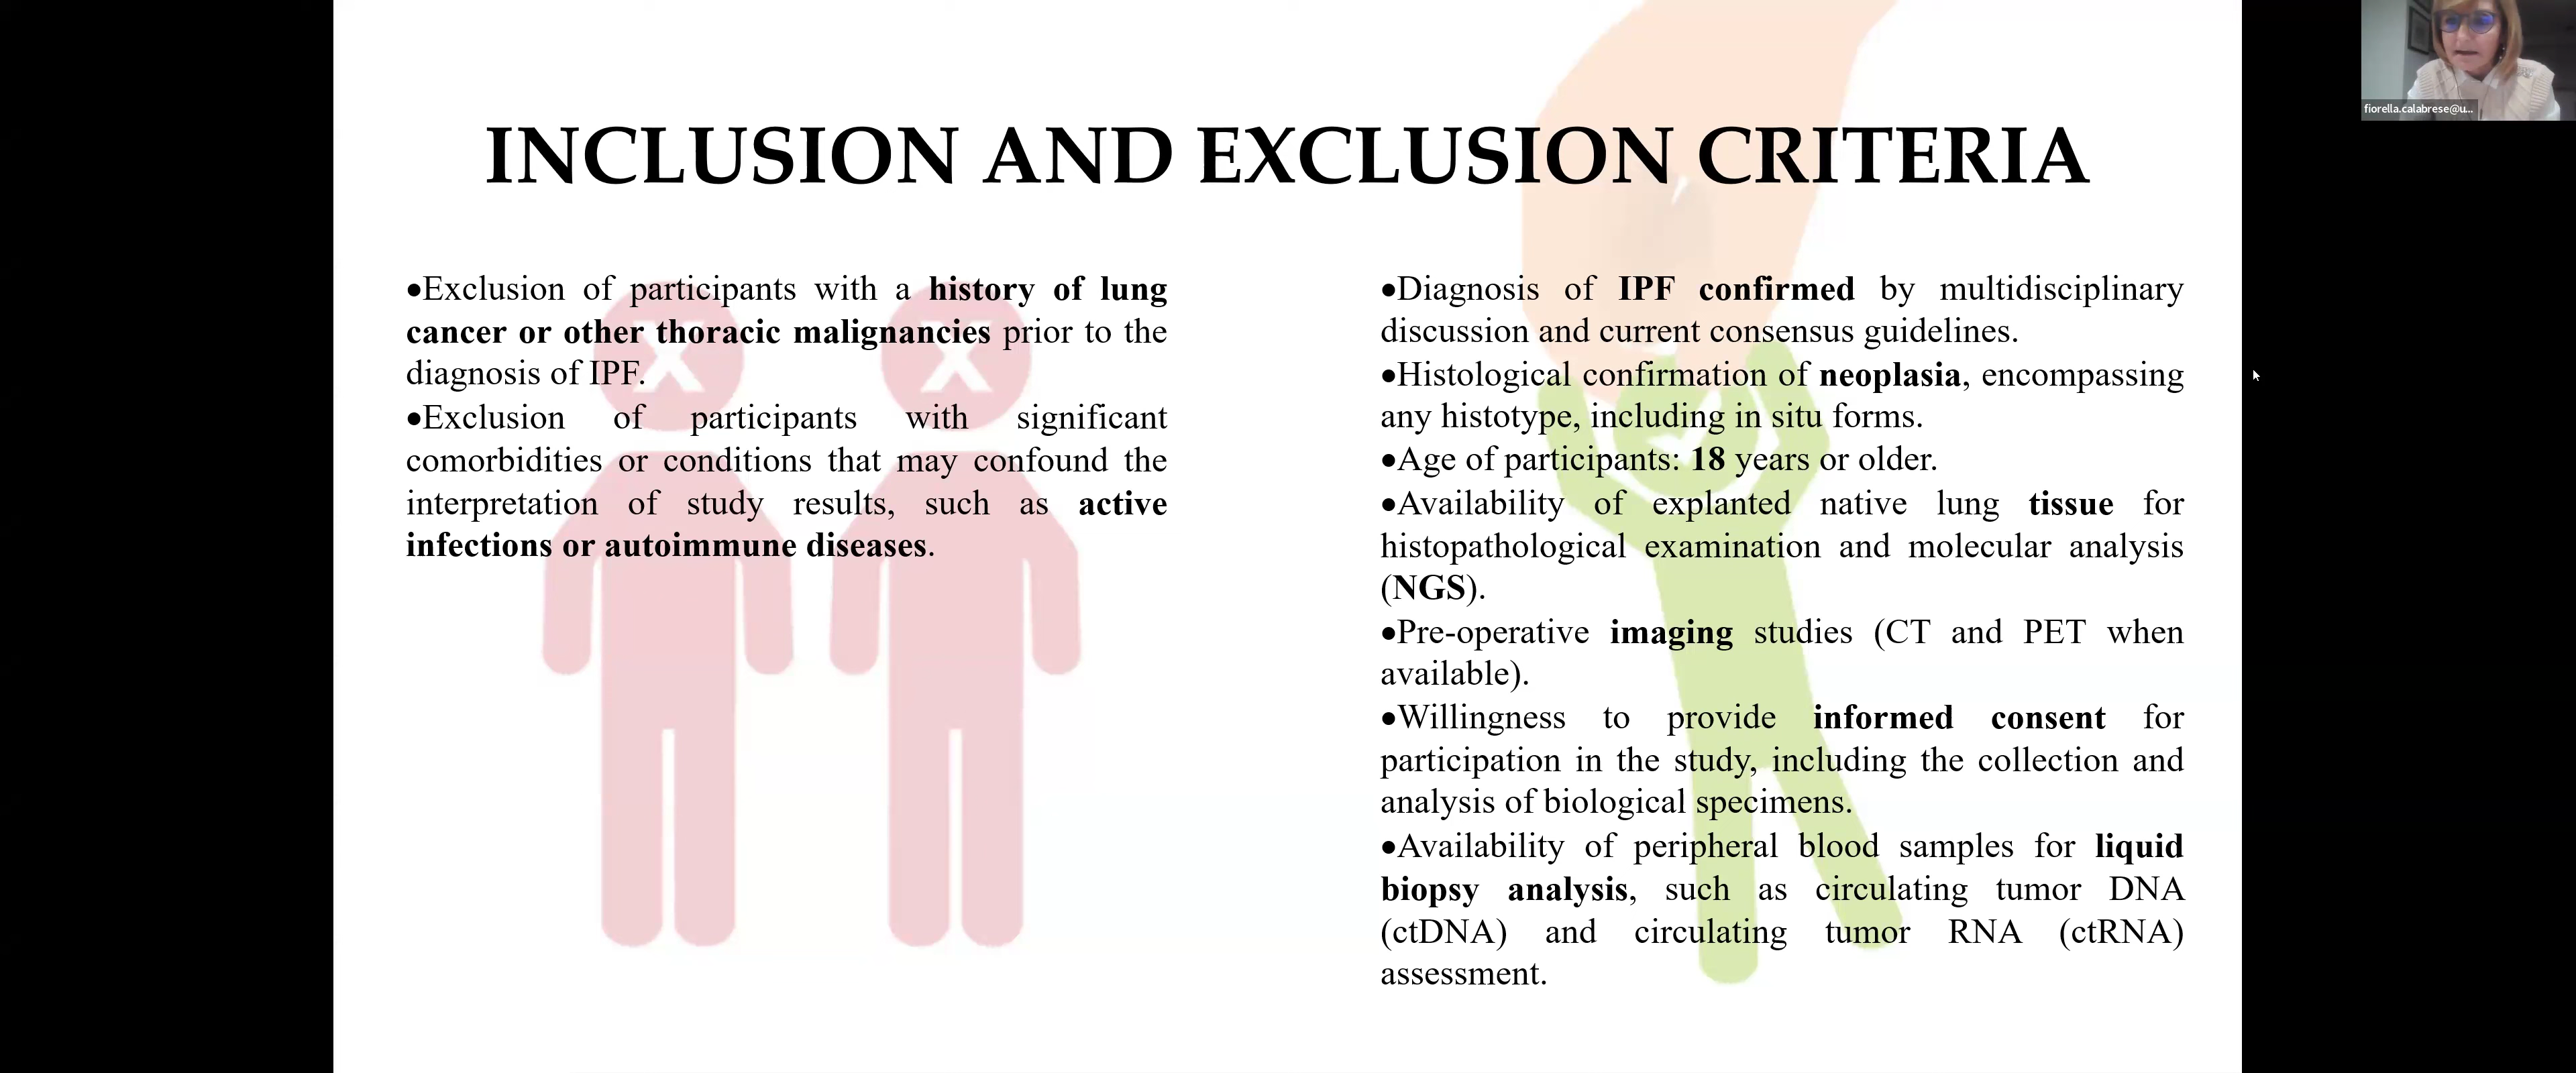 INCLUSION AND EXCLUSION CRITERIA
•Exclusion of participants with a history of lung
cancer or other thoracic malignancies prior to the
diagnosis of IPF.
•Exclusion of participants with significant
comorbidities or conditions that may confound the
interpretation of study results, such as active
infections or autoimmune diseases.
•Diagnosis of IPF confirmed by multidisciplinary
discussion and current consensus guidelines.
•Histological confirmation of neoplasia, encompassing
any histotype, including in situ forms.
•Age of participants: 18 years or older.
•Availability of explanted native lung tissue for
histopathological examination and molecular analysis
(NGS).
•Pre-operative imaging studies (CT and PET when
available).
•Willingness to provide informed consent for
participation in the study, including the collection and
analysis of biological specimens.
•Availability of peripheral blood samples for liquid
biopsy analysis, such as circulating tumor DNA
(ctDNA) and circulating tumor RNA (ctRNA)
assessment.
fiorella.calabrese@u...